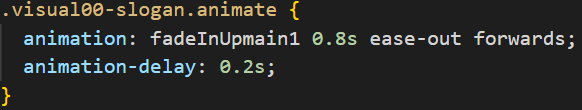 .visual00-slogan.animate {
  animation: fadeInUpmain1 0.8s ease-out forwards;
  animation-delay: 0.2s;
}